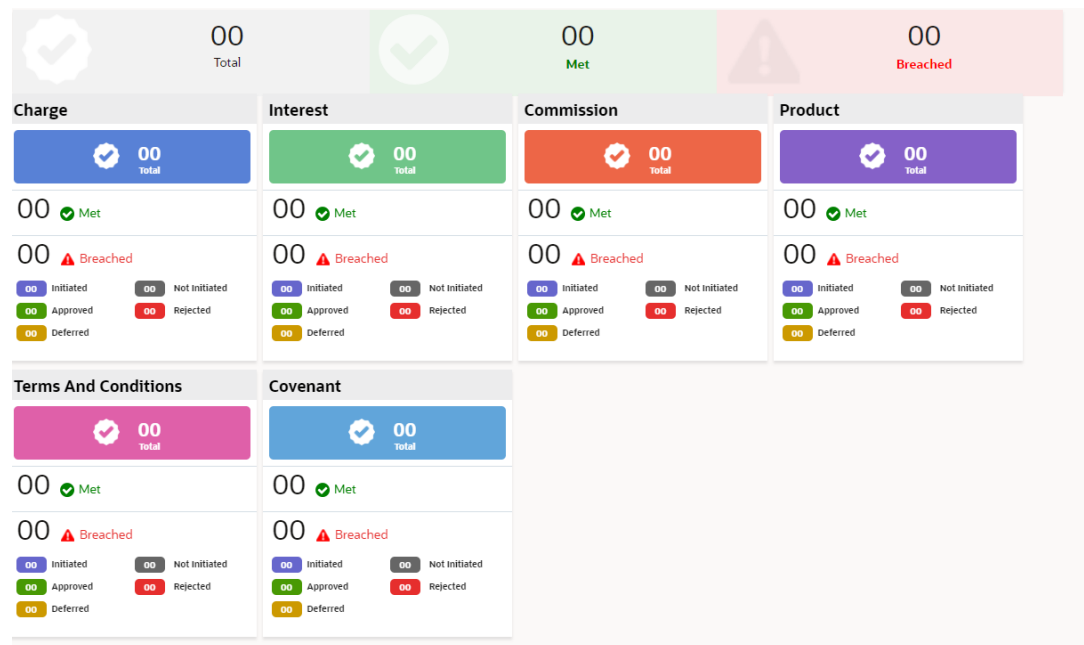 00
Total
00
Met
00
Breached
Charge
00
Total
00 Met
00 Breached
00 Initiated 00 Not Initiated
00 Approved 00 Rejected
00 Deferred
Interest
00
Total
00 Met
00 Breached
00 Initiated 00 Not Initiated
00 Approved 00 Rejected
00 Deferred
Commission
00
Total
00 Met
00 Breached
00 Initiated 00 Not Initiated
00 Approved 00 Rejected
00 Deferred
Product
00
Total
00 Met
00 Breached
00 Initiated 00 Not Initiated
00 Approved 00 Rejected
00 Deferred
Terms And Conditions
00
Total
00 Met
00 Breached
00 Initiated 00 Not Initiated
00 Approved 00 Rejected
00 Deferred
Covenant
00
Total
00 Met
00 Breached
00 Initiated 00 Not Initiated
00 Approved 00 Rejected
00 Deferred